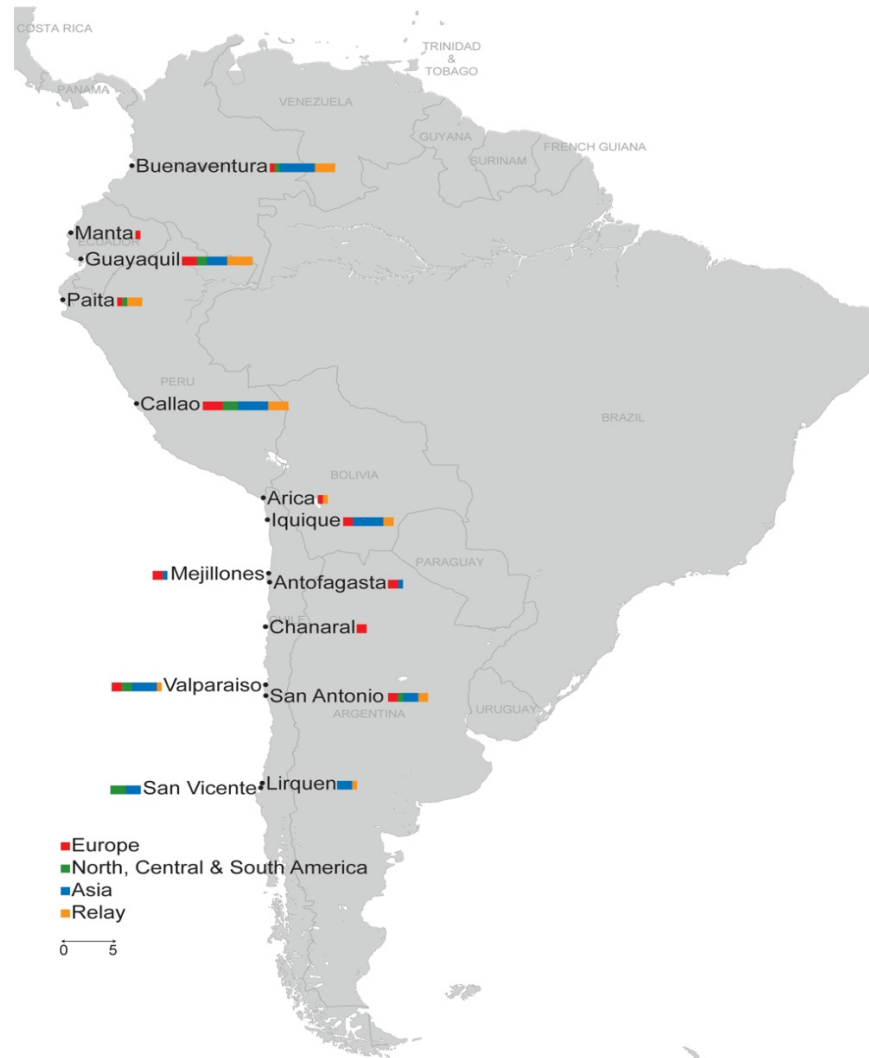 COSTA RICA
TRINIDAD
&
TOBAGO
PANAMA
VENEZUELA
GUYANA
SURINAM
FRENCH GUIANA
Buenaventura
Manta
ECUADOR
Guayaquil
Paita
PERU
Callao
BRAZIL
BOLIVIA
Arica
Iquique
PARAGUAY
Mejillones
Antofagasta
CHILE
Chanaral
Valparaiso
San Antonio
ARGENTINA
URUGUAY
San Vicente
Lirquen
Europe
North, Central & South America
Asia
Relay
0 5